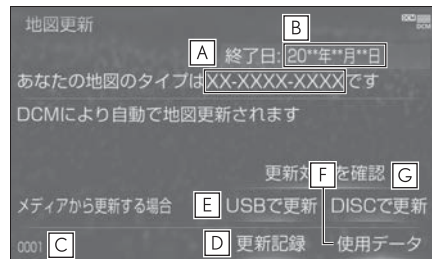 地図更新
DCM
B
A 終了日: 20**年**月**日
あなたの地図のタイプはXX-XXXX-XXXXです
DCMにより自動で地図更新されます
更新対 F を確認 G
メディアから更新する場合 E USBで更新 DISCで更新
0001 C D 更新記録 使用データ